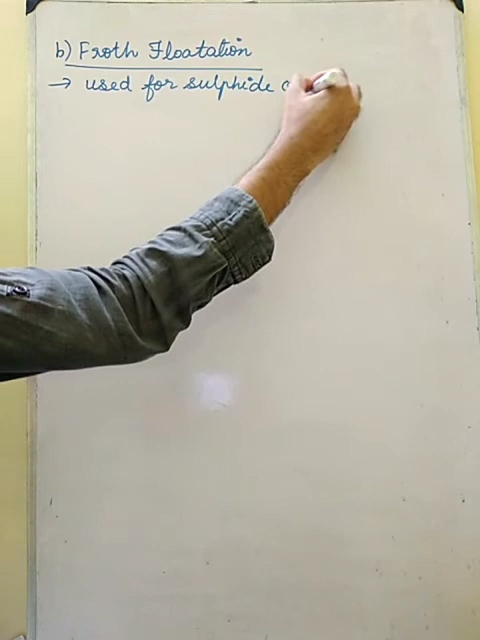 b) Froth Floatation
→ used for sulphide